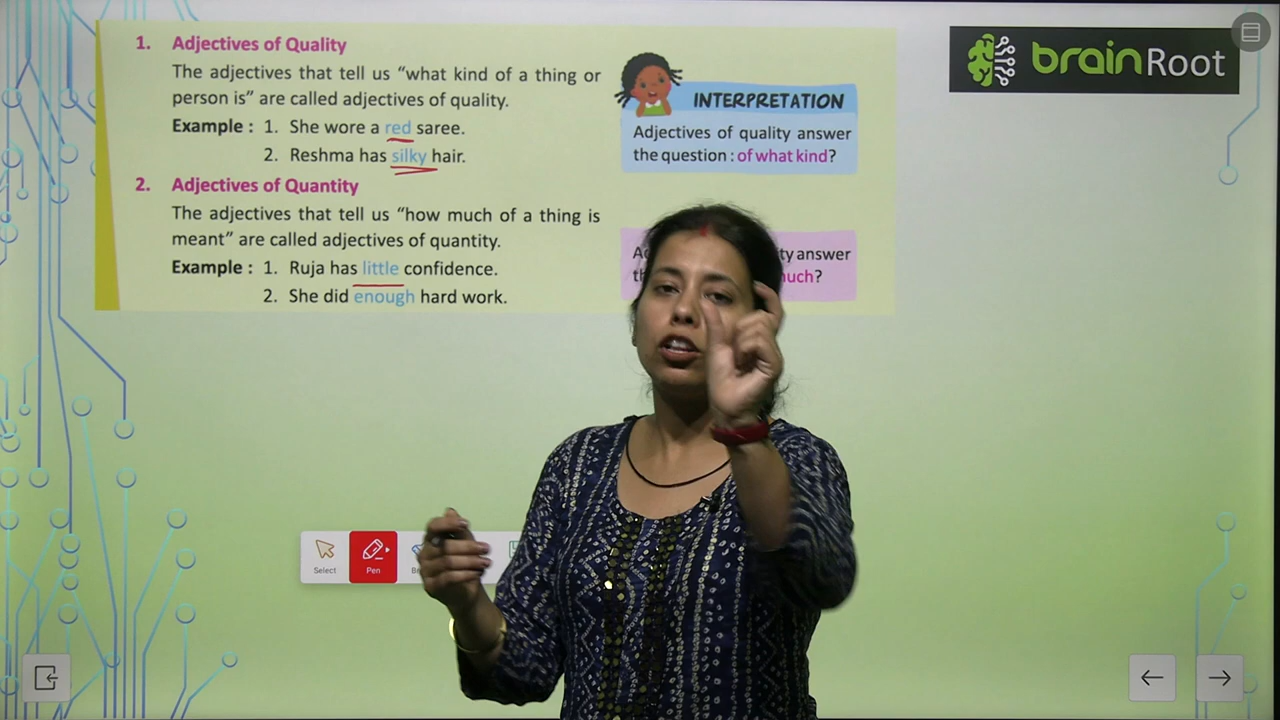 1. Adjectives of Quality
The adjectives that tell us “what kind of a thing or
person is” are called adjectives of quality.
Example : 1. She wore a red saree.
2. Reshma has silky hair.
2. Adjectives of Quantity
The adjectives that tell us “how much of a thing is
meant” are called adjectives of quantity.
Example : 1. Ruja has little confidence.
2. She did enough hard work.
INTERPRETATION
Adjectives of quality answer
the question : of what kind?
answer
brainRoot
Select
Pen